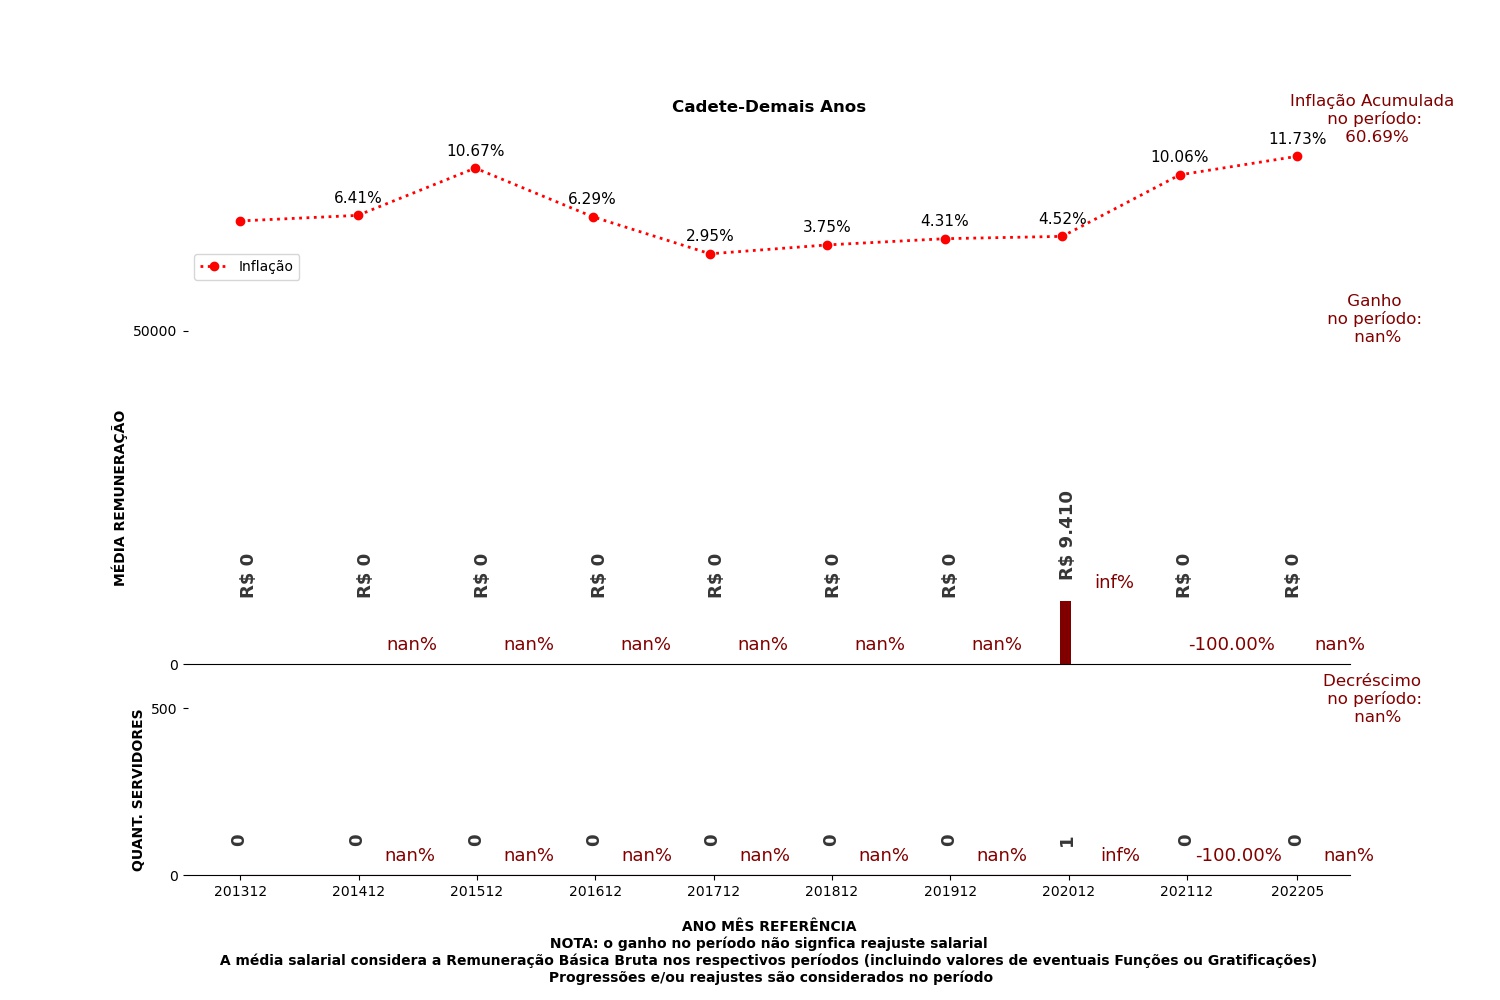 Cadete-Demais Anos
Inflação Acumulada
no período:
60.69%
6.41%
10.67%
6.29%
2.95%
3.75%
4.31%
4.52%
10.06%
11.73%
Inflação
Ganho
no período:
nan%
50000
0
MÉDIA REMUNERAÇÃO
R$ 0
R$ 0
R$ 0
R$ 0
R$ 0
R$ 0
R$ 0
R$ 9.410
R$ 0
R$ 0
inf%
nan%
nan%
nan%
nan%
nan%
nan%
-100.00%
nan%
Decréscimo
no período:
nan%
500
0
QUANT. SERVIDORES
0
0
0
0
0
0
0
1
0
0
nan%
nan%
nan%
nan%
nan%
nan%
inf%
-100.00%
nan%
201312
201412
201512
201612
201712
201812
201912
202012
202112
202205
ANO MÊS REFERÊNCIA
NOTA: o ganho no período não signfica reajuste salarial
A média salarial considera a Remuneração Básica Bruta nos respectivos períodos (incluindo valores de eventuais Funções ou Gratificações)
Progressões e/ou reajustes são considerados no período